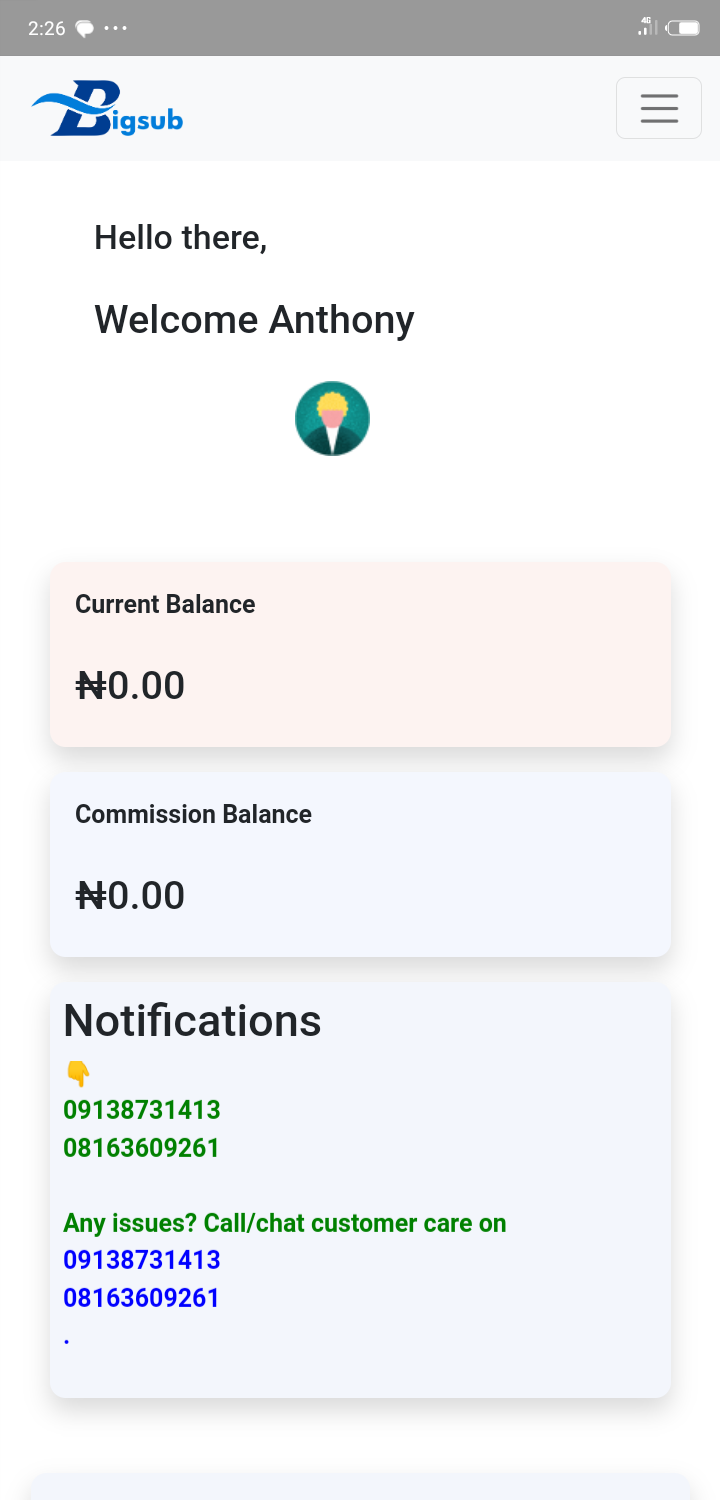 2:26
4G
Bigsub
Hello there,
Welcome Anthony
Current Balance
₦0.00
Commission Balance
₦0.00
Notifications
👇
09138731413
08163609261
Any issues? Call/chat customer care on
09138731413
08163609261
.